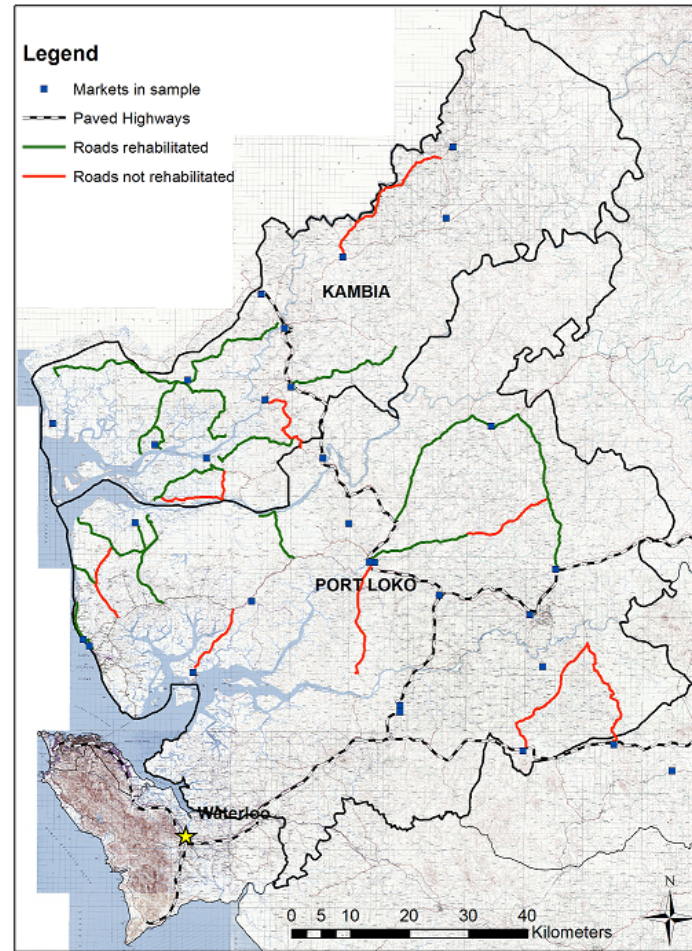 Legend
Markets in sample
Paved Highways
Roads rehabilitated
Roads not rehabilitated
KAMBIA
PORT LOKO
Waterloo
N
0 5 10 20 30 40
Kilometers